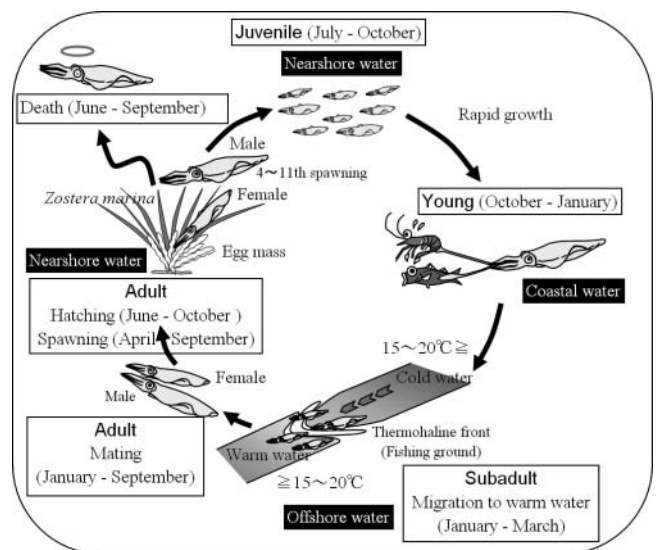 Juvenile (July - October)
Nearshore water
Death (June - September)
Rapid growth
Male
4～11th spawning
Zostera marina
Female
Young (October - January)
Egg mass
Nearshore water
Coastal water
Adult
Hatching (June - October )
Spawning (April - September)
15～20℃≧
Cold water
Female
Male
Thermohaline front
(Fishing ground)
Warm water
Adult
Mating
(January - September)
≧15～20℃
Subadult
Migration to warm water
(January - March)
Offshore water